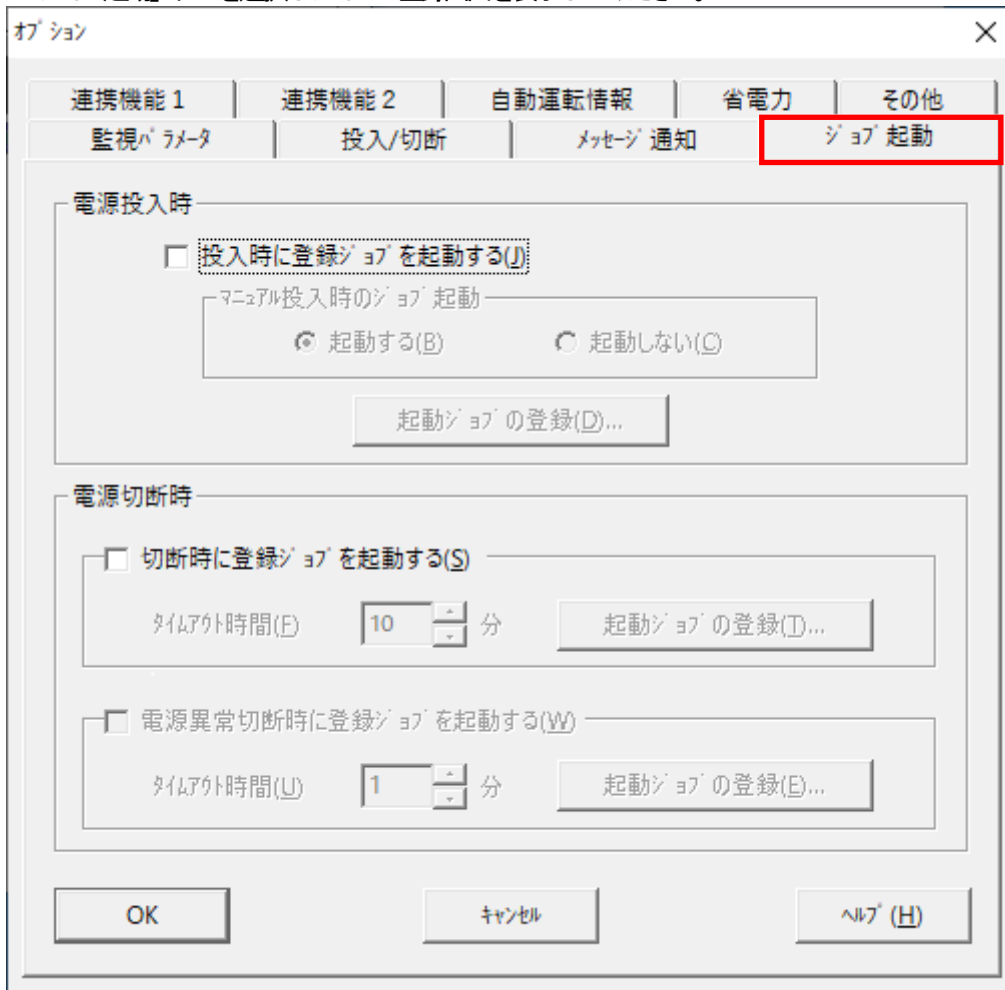 ｵﾌﾟｼｮﾝ
連携機能1 連携機能2 自動運転情報 省電力 その他
監視ﾊﾟﾗﾒｰﾀ 投入/切断 ﾒｯｾｰｼﾞ通知 ｼﾞｮﾌﾞ起動
電源投入時
投入時に登録ｼﾞｮﾌﾞを起動する(J)
ﾏﾆｭｱﾙ投入時のｼﾞｮﾌﾞ起動
起動する(B) 起動しない(C)
起動ｼﾞｮﾌﾞの登録(D)...
電源切断時
切断時に登録ｼﾞｮﾌﾞを起動する(S)
ﾀｲﾑｱｳﾄ時間(F) 10 分 起動ｼﾞｮﾌﾞの登録(T)...
電源異常切断時に登録ｼﾞｮﾌﾞを起動する(W)
ﾀｲﾑｱｳﾄ時間(U) 1 分 起動ｼﾞｮﾌﾞの登録(E)...
OK ｷｬﾝｾﾙ ﾍﾙﾌﾟ(H)